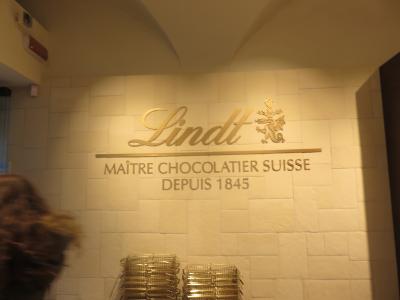 Lindt
MAÎTRE CHOCOLATIER SUISSE
DEPUIS 1845